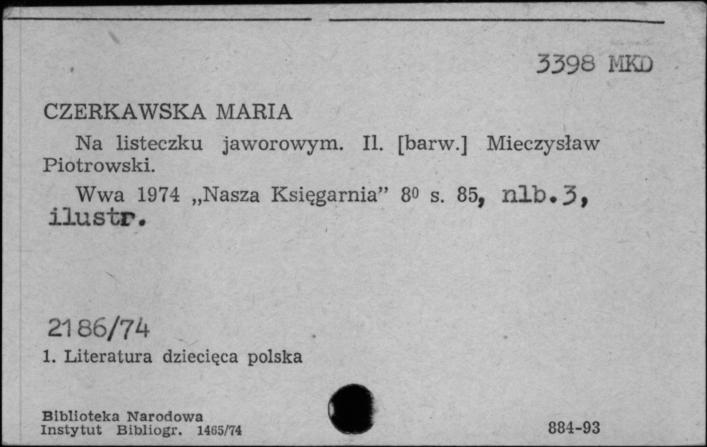 3398 MKD
CZERKAWSKA MARIA
Na listeczku jaworowym. Il. [barw.] Mieczysław
Piotrowski.
Wwa 1974 „Nasza Księgarnia” 8⁰ s. 85, nlb.3,
ilustr.
2186/74
1. Literatura dziecięca polska
Biblioteka Narodowa
Instytut Bibliogr. 1465/74
884-93